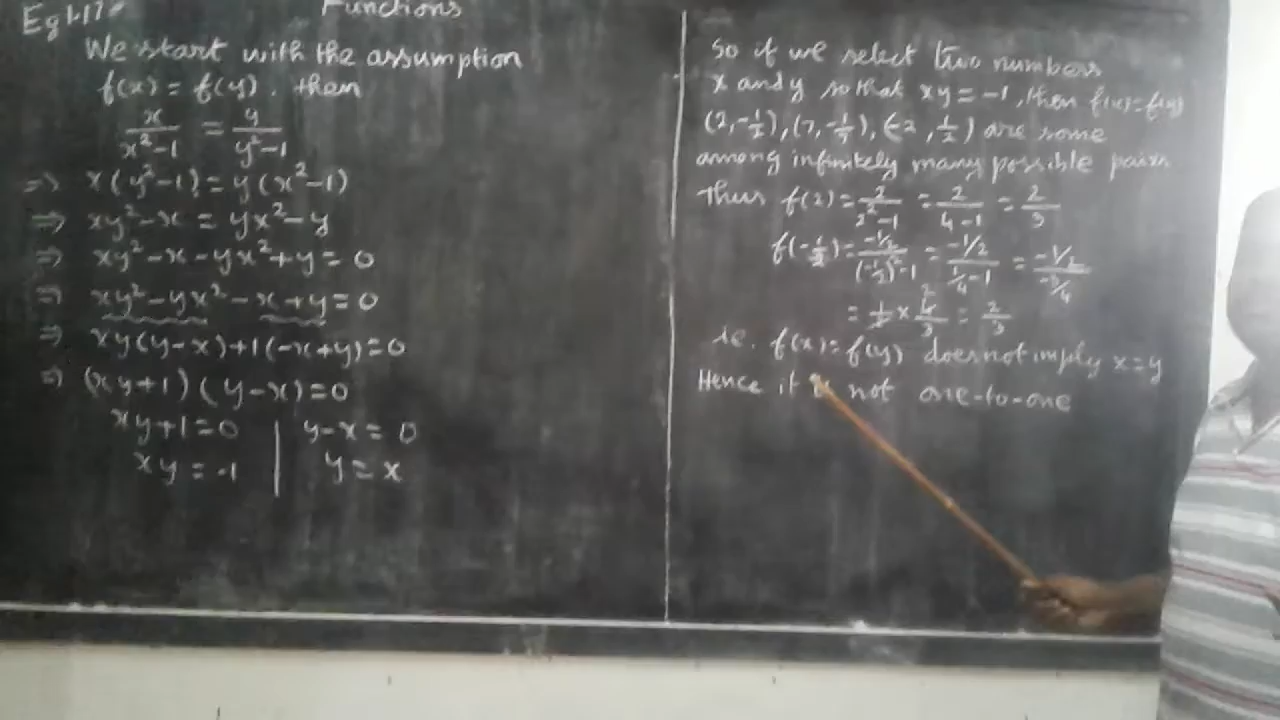 Eg 1.17:-
Functions
We start with the assumption
f(x) = f(y), then
x/(x²-1) = y/(y²-1)
=> x(y²-1) = y(x²-1)
=> xy²-x = yx²-y
=> xy²-x-yx²+y = 0
=> xy²-yx²-x+y = 0
=> xy(y-x)+1(-x+y) = 0
=> (xy+1)(y-x) = 0
xy+1 = 0 | y-x = 0
xy = -1 | y = x
So if we select two numbers
x and y so that xy = -1, then f(x)=f(y)
(2,-1/2), (7,-1/7), (-2,1/2) are some
among infinitely many possible pairs
Thus f(2) = 2/(2²-1) = 2/(4-1) = 2/3
f(-1/2) = (-1/2)/((-1/2)²-1) = (-1/2)/(1/4-1) = (-1/2)/(-3/4)
= 1/2 × 4/3 = 2/3
ie. f(x)=f(y) does not imply x=y
Hence it is not one-to-one